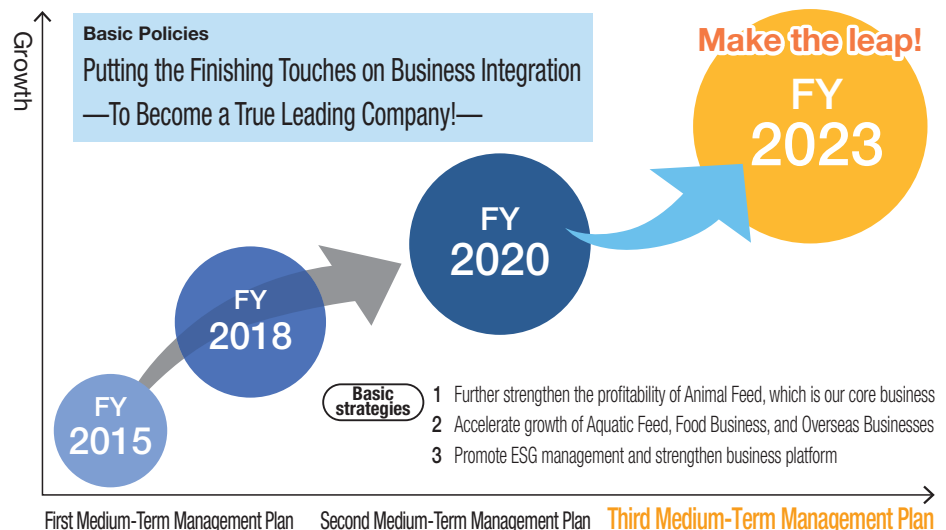 Growth
Basic Policies
Putting the Finishing Touches on Business Integration
—To Become a True Leading Company!—
Make the leap!
FY
2023
FY
2020
FY
2018
FY
2015
Basic
strategies
1 Further strengthen the profitability of Animal Feed, which is our core business
2 Accelerate growth of Aquatic Feed, Food Business, and Overseas Businesses
3 Promote ESG management and strengthen business platform
First Medium-Term Management Plan
Second Medium-Term Management Plan
Third Medium-Term Management Plan